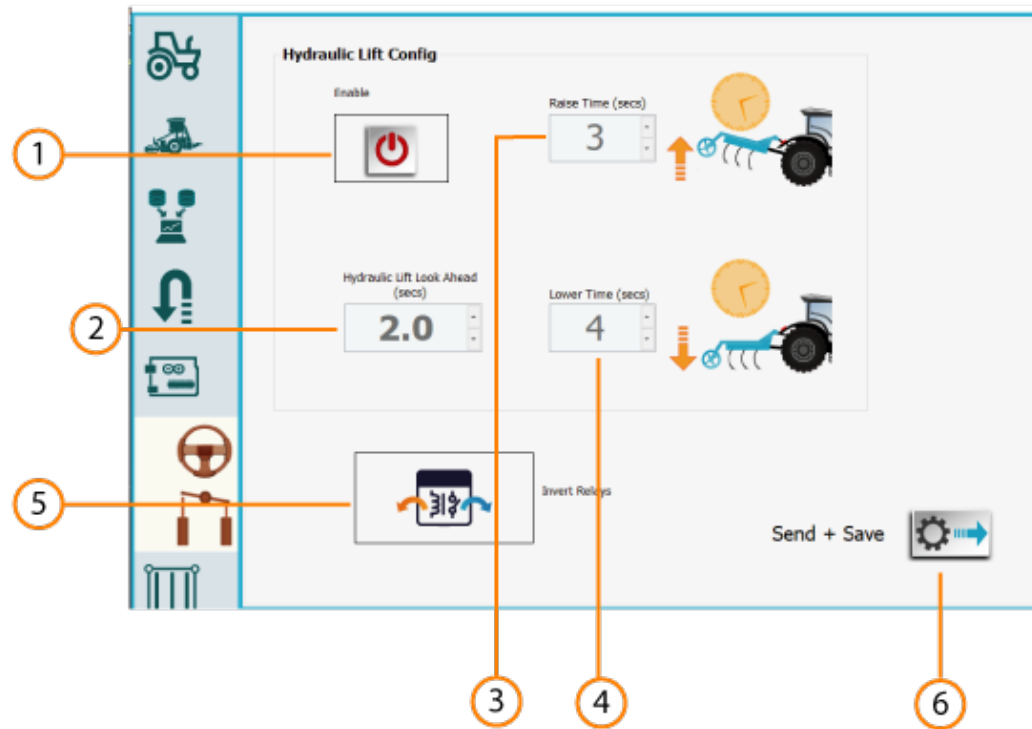 Hydraulic Lift Config
Enable
Raise Time (secs)
3
1
Hydraulic Lift Look Ahead
(secs)
2.0
Lower Time (secs)
4
2
Invert Relays
5
Send + Save
3
4
6